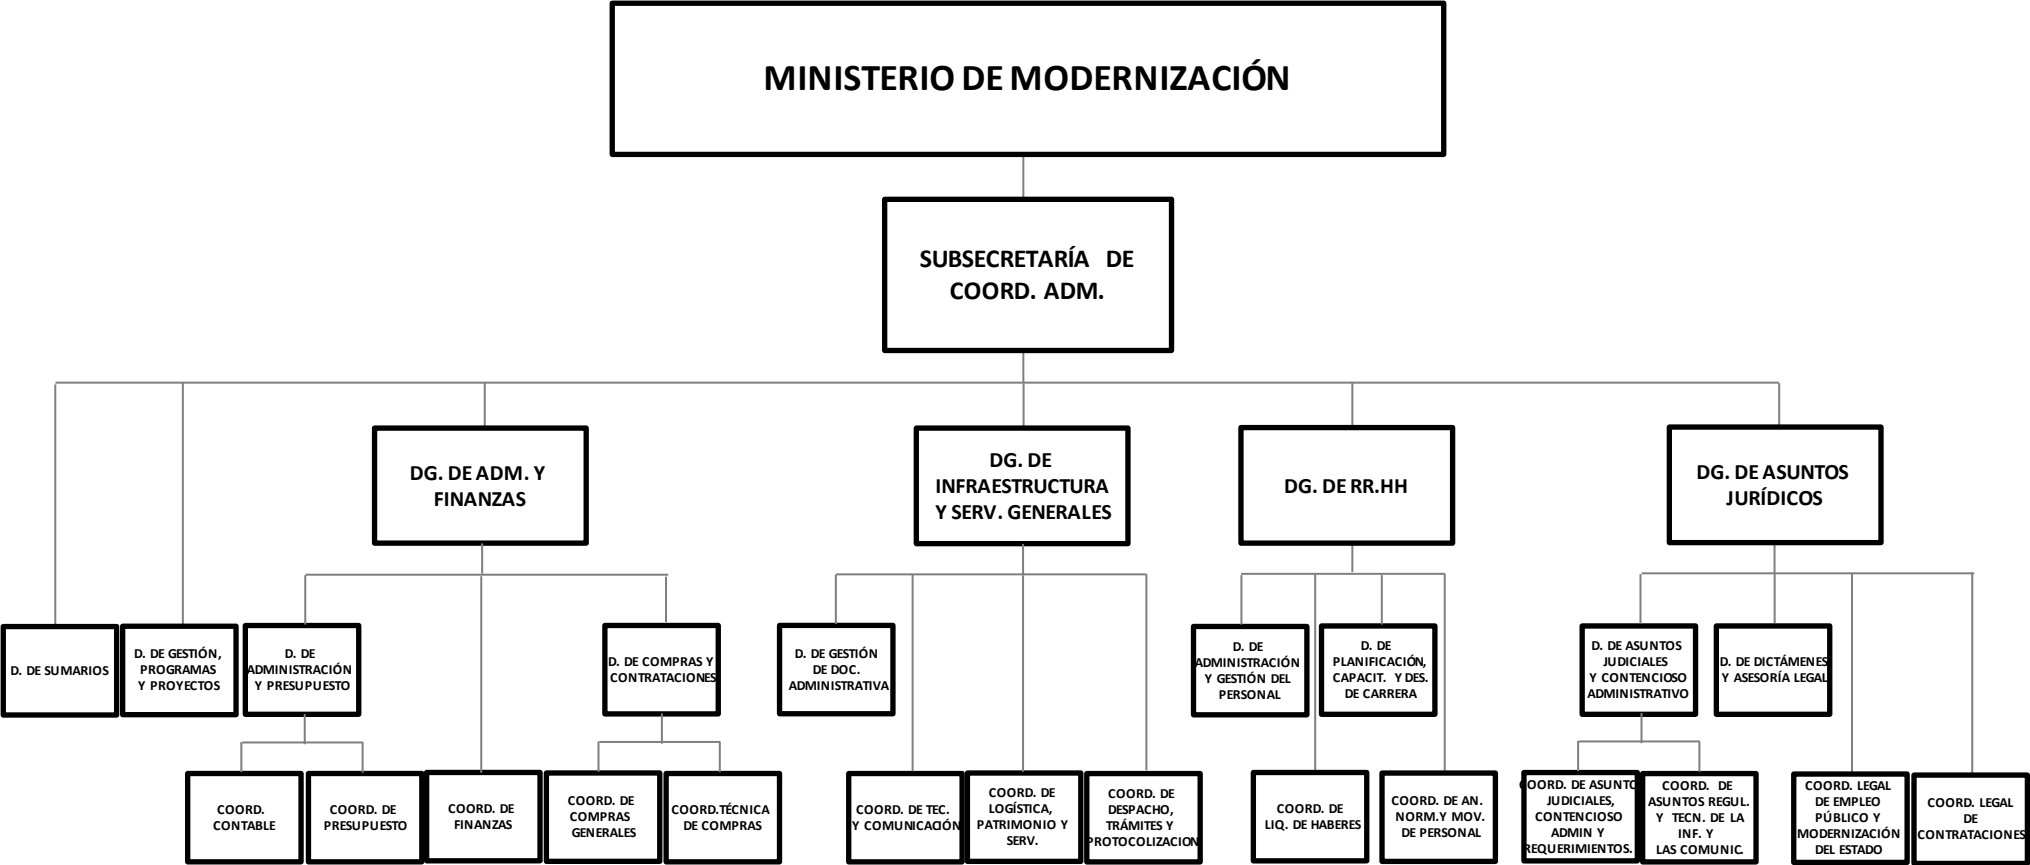 MINISTERIO DE MODERNIZACIÓN
SUBSECRETARÍA DE
COORD. ADM.
DG. DE ADM. Y
FINANZAS
DG. DE
INFRAESTRUCTURA
Y SERV. GENERALES
DG. DE RR.HH
DG. DE ASUNTOS
JURÍDICOS
D. DE SUMARIOS
D. DE GESTIÓN,
PROGRAMAS
Y PROYECTOS
D. DE
ADMINISTRACIÓN
Y PRESUPUESTO
D. DE COMPRAS Y
CONTRATACIONES
D. DE GESTIÓN
DE DOC.
ADMINISTRATIVA
D. DE
ADMINISTRACIÓN
Y GESTIÓN DEL
PERSONAL
D. DE
PLANIFICACIÓN,
CAPACIT. Y DES.
DE CARRERA
D. DE ASUNTOS
JUDICIALES
Y CONTENCIOSO
ADMINISTRATIVO
D. DE DICTÁMENES
Y ASESORÍA LEGAL
COORD.
CONTABLE
COORD. DE
PRESUPUESTO
COORD. DE
FINANZAS
COORD. DE
COMPRAS
GENERALES
COORD.TÉCNICA
DE COMPRAS
COORD. DE TEC.
Y COMUNICACIÓN
COORD. DE
LOGÍSTICA,
PATRIMONIO Y
SERV.
COORD. DE
DESPACHO,
TRÁMITES Y
PROTOCOLIZACION
COORD. DE
LIQ. DE HABERES
COORD. DE AN.
NORM.Y MOV.
DE PERSONAL
COORD. DE ASUNTO
JUDICIALES,
CONTENCIOSO
ADMIN Y
REQUERIMIENTOS.
COORD. DE
ASUNTOS REGUL.
Y TECN. DE LA
INF. Y
LAS COMUNIC.
COORD. LEGAL
DE EMPLEO
PÚBLICO Y
MODERNIZACIÓN
DEL ESTADO
COORD. LEGAL
DE
CONTRATACIONES